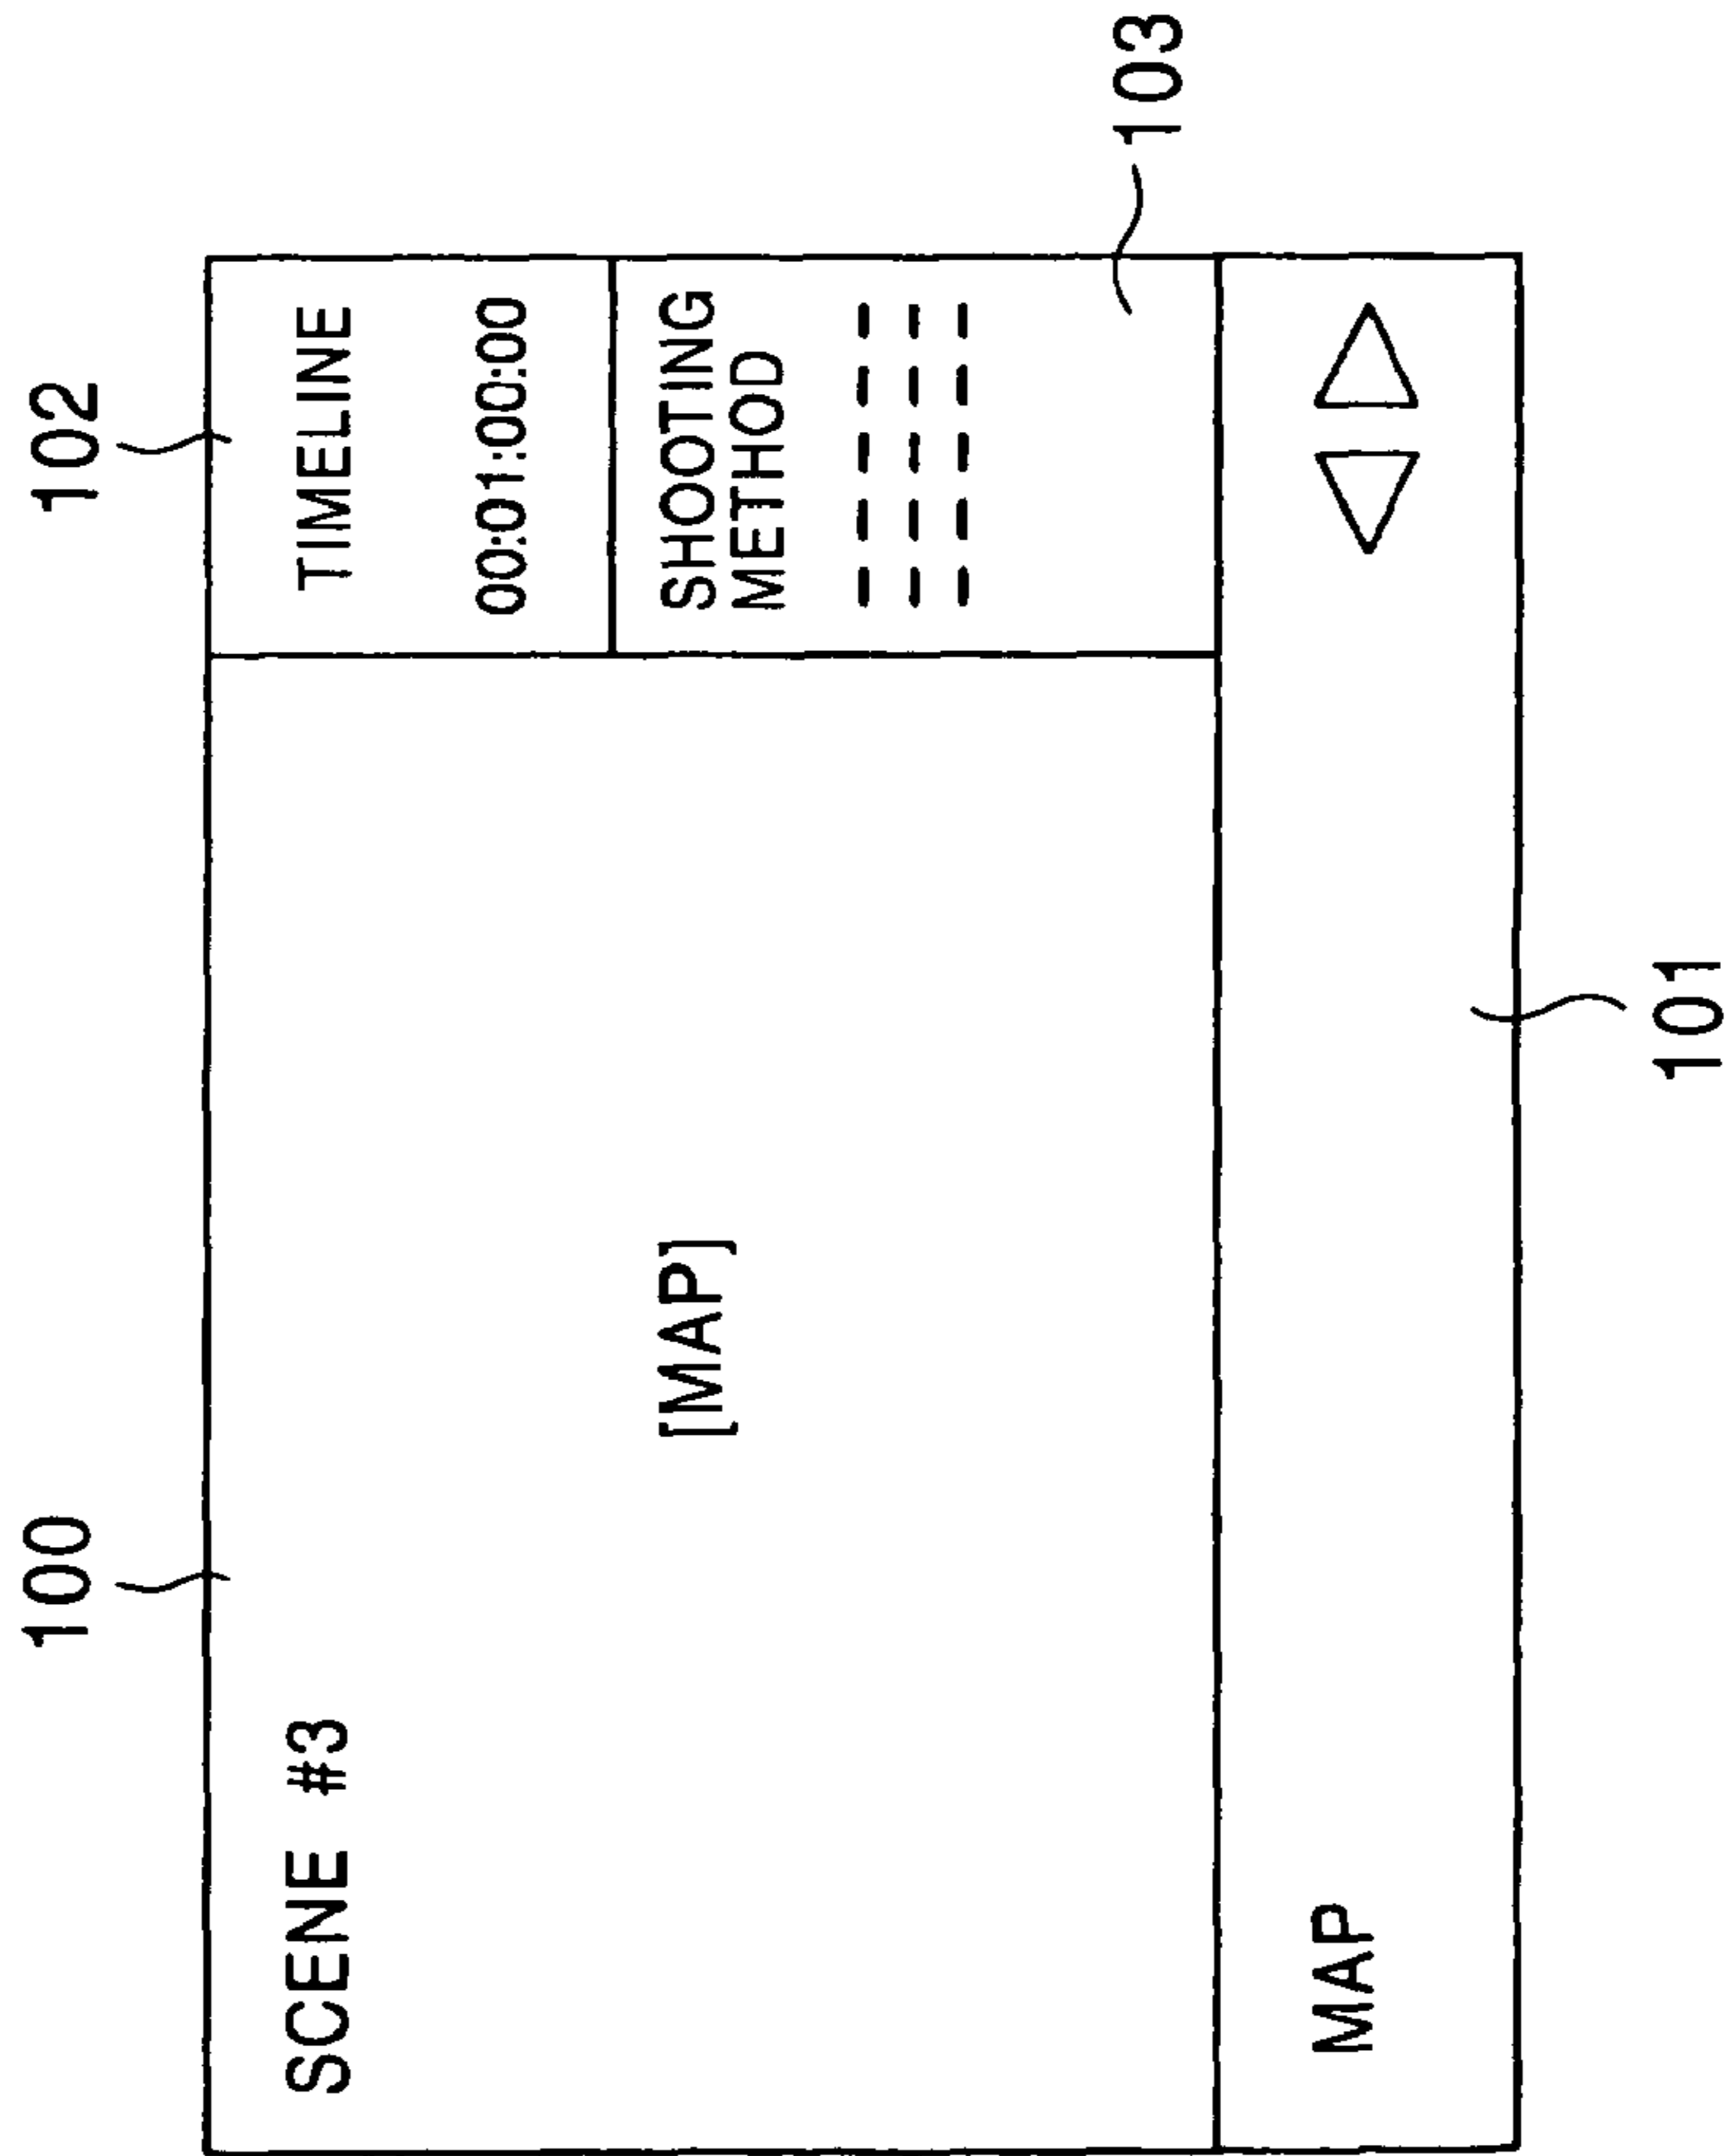 100
102
SCENE #3
TIMELINE
00:01:00:00
[MAP]
SHOOTING
METHOD
103
MAP
101